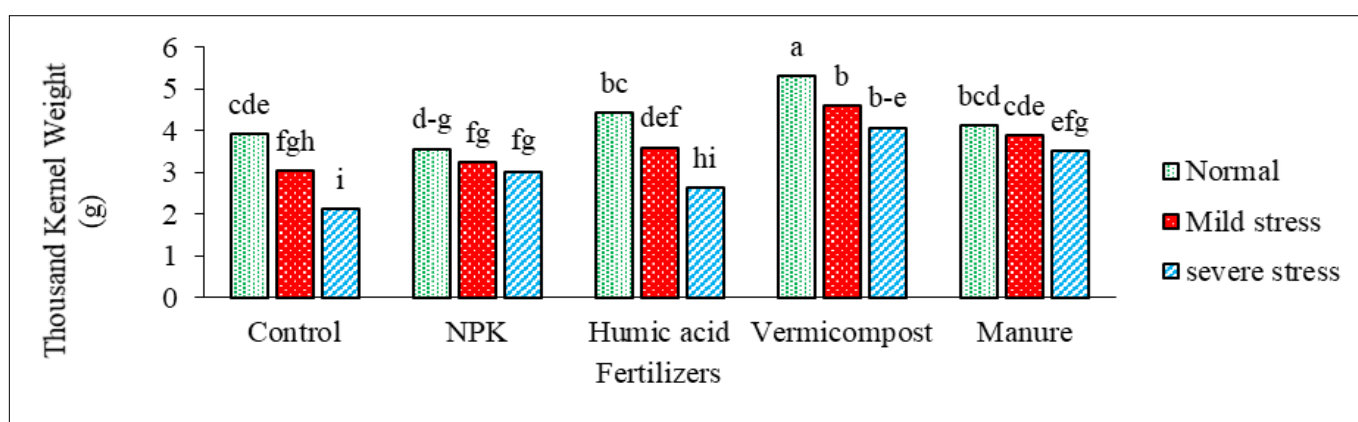 Thousand Kernel Weight
(g)
6
5
4
3
2
1
0
cde
fgh
i
d-g
fg
fg
bc
def
hi
a
b
b-e
bcd
cde
efg
Control
NPK
Humic acid
Vermicompost
Manure
Fertilizers
Normal
Mild stress
severe stress